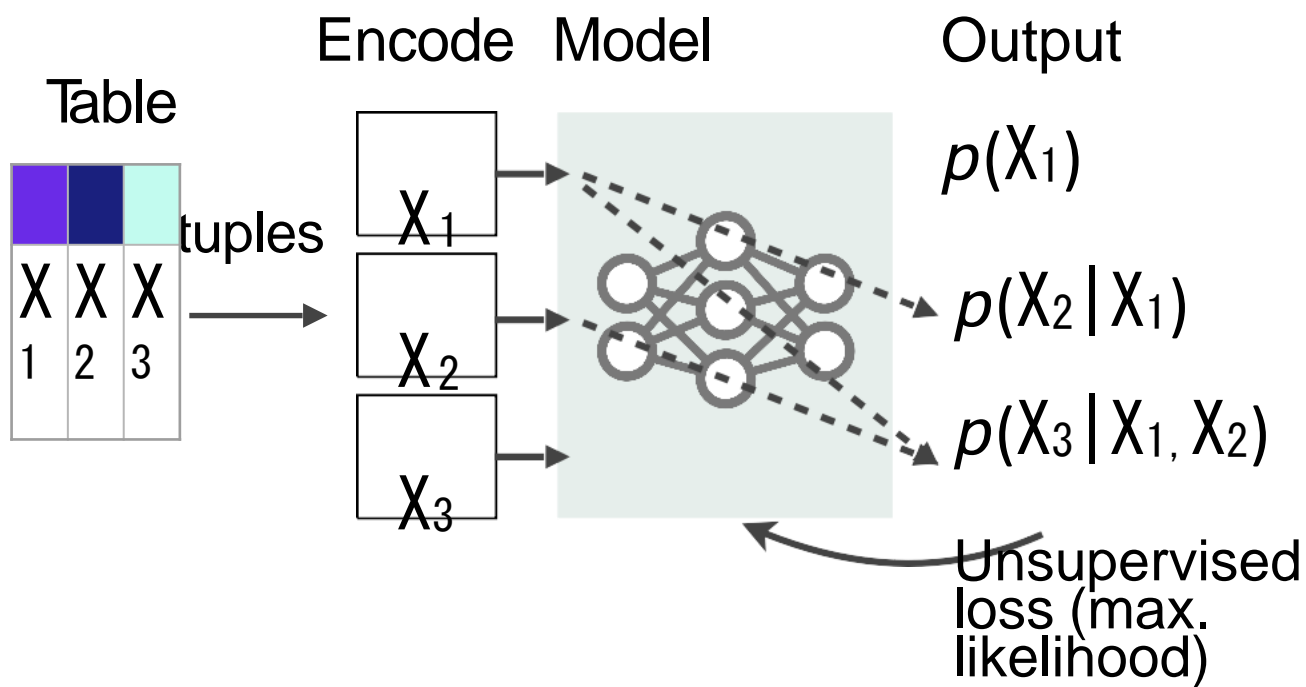 Encode Model Output
Table
tuples
X X X
1 2 3
X₁
X₂
X₃
p(X₁)
p(X₂|X₁)
p(X₃|X₁, X₂)
Unsupervised
loss (max.
likelihood)